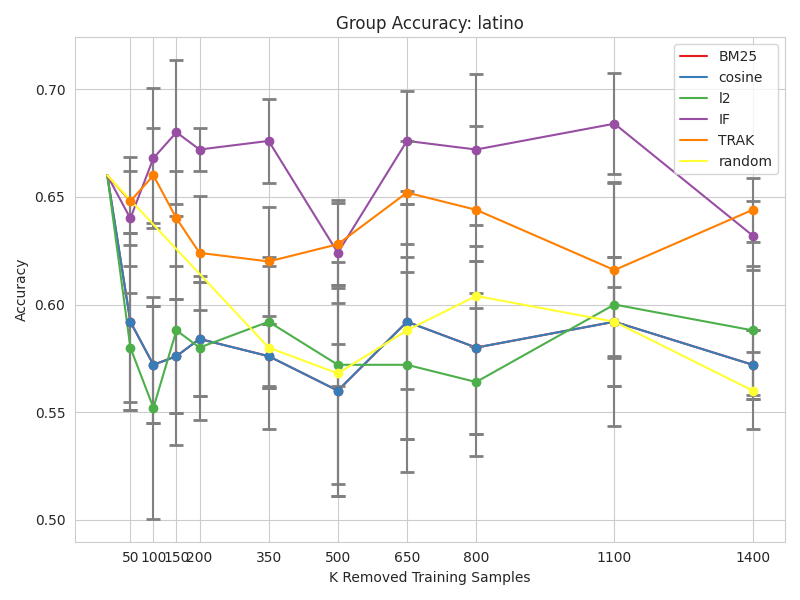 Group Accuracy: latino
BM25
cosine
l2
IF
TRAK
random
Accuracy
0.70
0.65
0.60
0.55
0.50
50 100 150 200 350 500 650 800 1100 1400
K Removed Training Samples